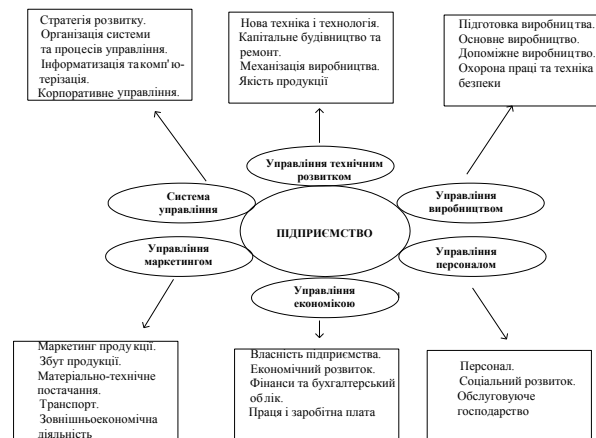 Стратегія розвитку.
Організація системи
та процесів управління.
Інформатизація та комп'ю-
терізація.
Корпоративне управління.
Нова техніка і технологія.
Капітальне будівництво та
ремонт.
Механізація виробництва.
Якість продукції
Підготовка виробництва.
Основне виробництво.
Допоміжне виробництво.
Охорона праці та техніка
безпеки
Управління технічним
розвитком
Система
управління
Управління
виробництвом
ПІДПРИЄМСТВО
Управління
маркетингом
Управління
персоналом
Управління
економікою
Маркетинг продукції.
Збут продукції.
Матеріально-технічне
постачання.
Транспорт.
Зовнішньоекономічна
діяльність
Власність підприємства.
Економічний розвиток.
Фінанси та бухгалтерський
облік.
Праця і заробітна плата
Персонал.
Соціальний розвиток.
Обслуговуюче
господарство